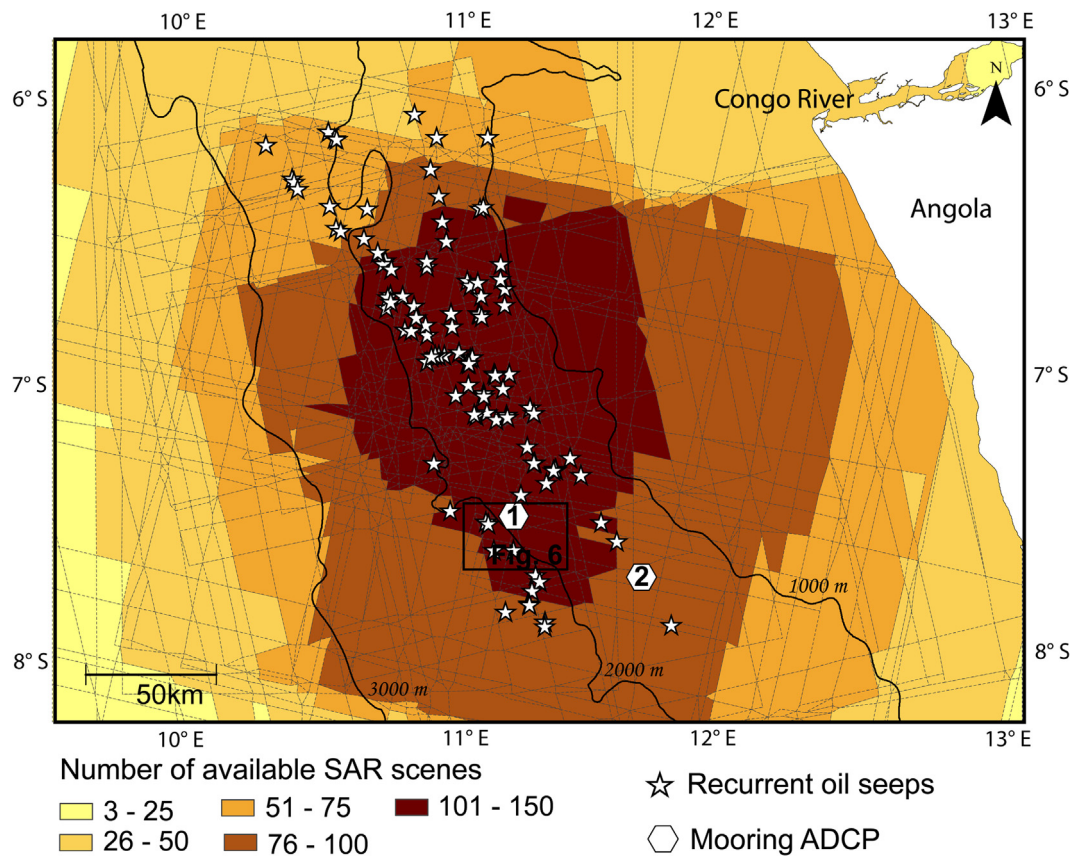 10° E 11° E 12° E 13° E
6° S
6° S
N
Congo River
Angola
7° S
7° S
1
Fig. 6
2
1000 m
8° S
8° S
2000 m
3000 m
50km
10° E 11° E 12° E 13° E
Number of available SAR scenes
3 - 25
51 - 75
101 - 150
26 - 50
76 - 100
Recurrent oil seeps
Mooring ADCP